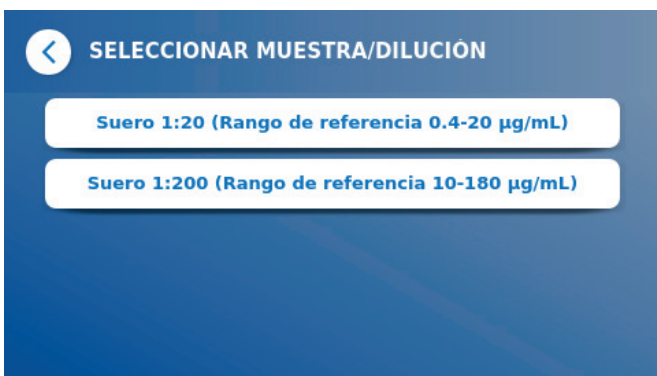 SELECCIONAR MUESTRA/DILUCIÓN
Suero 1:20 (Rango de referencia 0.4-20 µg/mL)
Suero 1:200 (Rango de referencia 10-180 µg/mL)